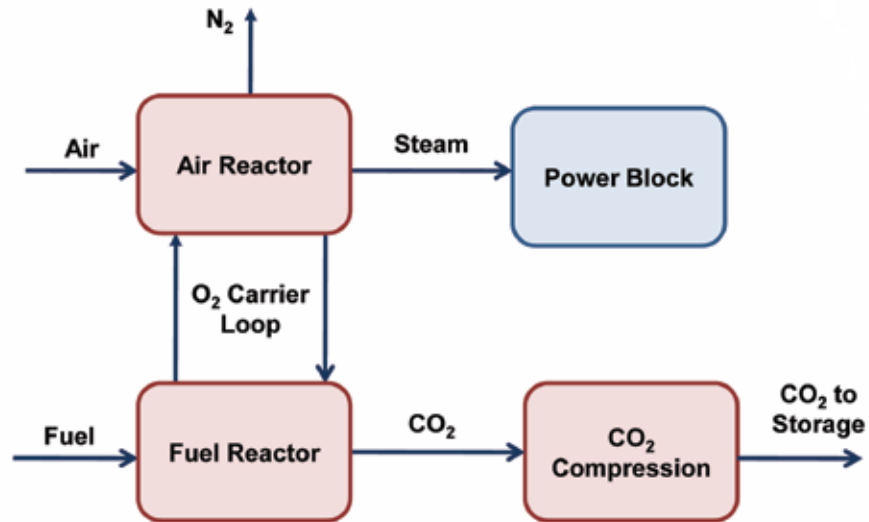 N₂
Air
Air Reactor
Steam
Power Block
O₂ Carrier
Loop
Fuel
Fuel Reactor
CO₂
CO₂
Compression
CO₂ to
Storage